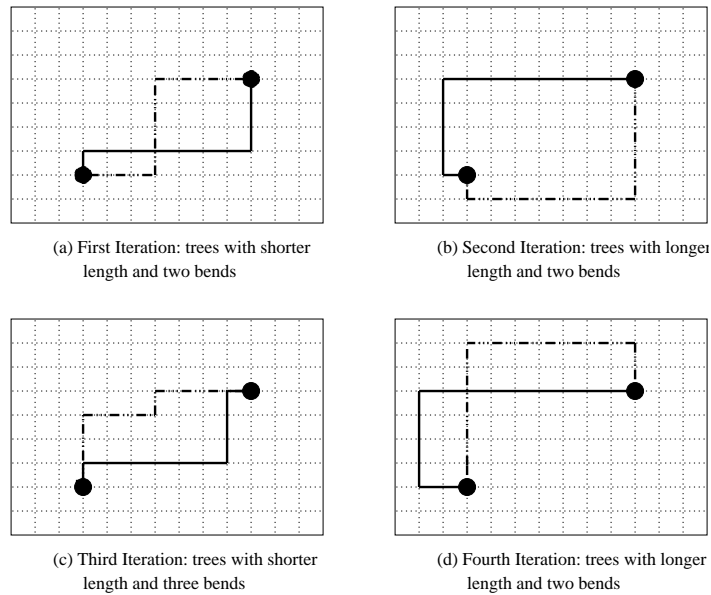 (a) First Iteration: trees with shorter
length and two bends
(b) Second Iteration: trees with longer
length and two bends
(c) Third Iteration: trees with shorter
length and three bends
(d) Fourth Iteration: trees with longer
length and two bends